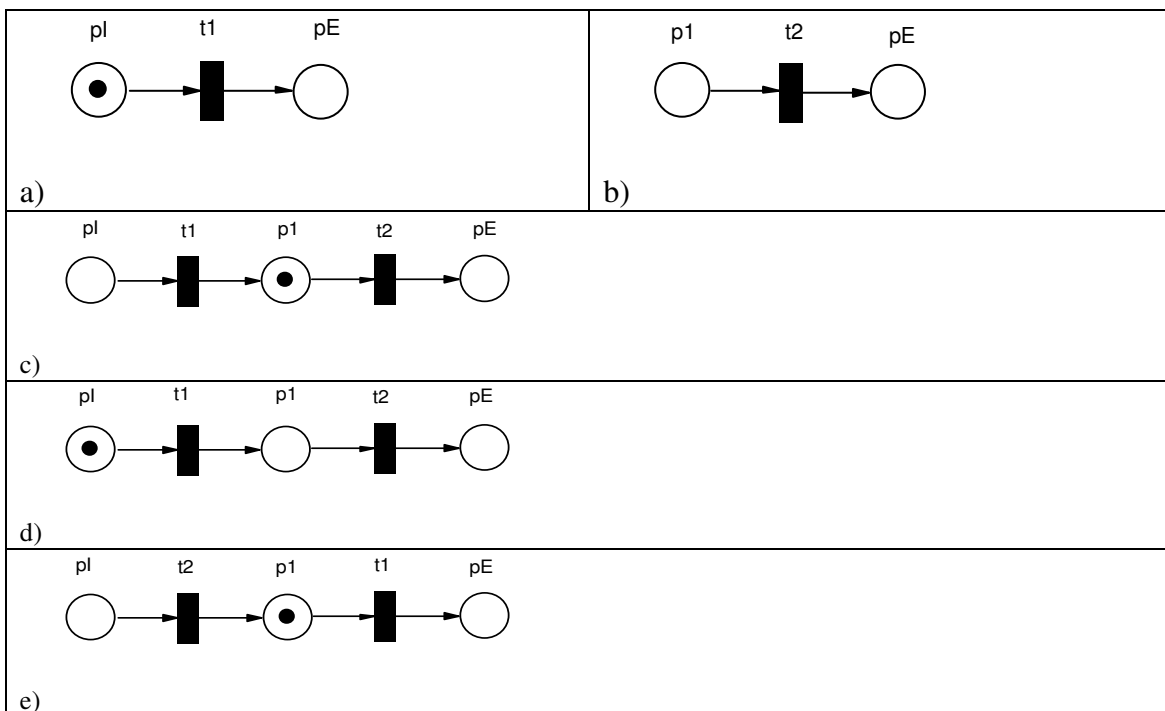 pI t1 pE
a)
p1 t2 pE
b)
pI t1 p1 t2 pE
c)
pI t1 p1 t2 pE
d)
pI t2 p1 t1 pE
e)